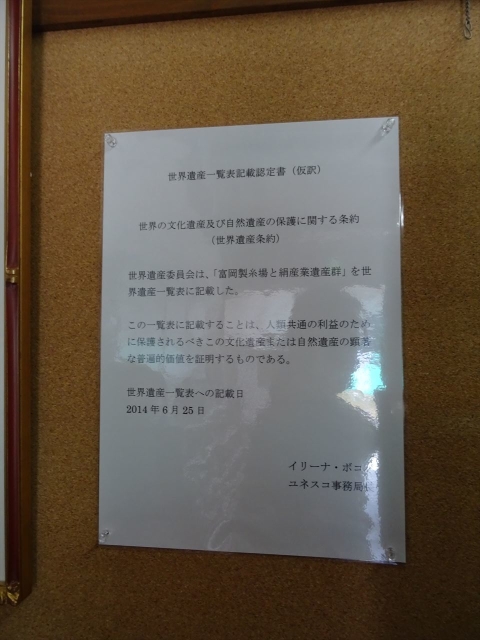 世界遺産一覧表記載認定書（仮訳）
世界の文化遺産及び自然遺産の保護に関する条約
（世界遺産条約）
世界遺産委員会は、「富岡製糸場と絹産業遺産群」を世
界遺産一覧表に記載した。
この一覧表に記載することは、人類共通の利益のため
に保護されるべきこの文化遺産または自然遺産の顕著
な普遍的価値を証明するものである。
世界遺産一覧表への記載日
2014 年 6 月 25 日
イリーナ・ボコ
ユネスコ事務局長